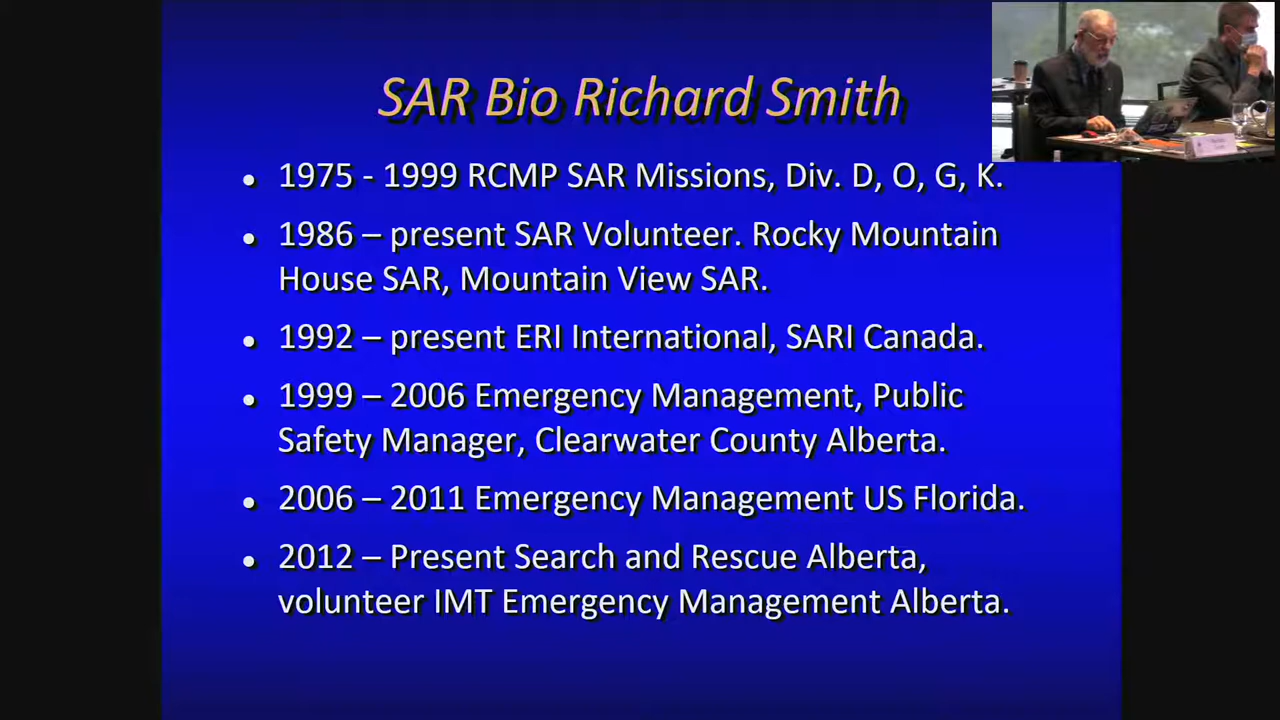 SAR Bio Richard Smith
1975 - 1999 RCMP SAR Missions, Div. D, O, G, K.
1986 – present SAR Volunteer. Rocky Mountain
House SAR, Mountain View SAR.
1992 – present ERI International, SARI Canada.
1999 – 2006 Emergency Management, Public
Safety Manager, Clearwater County Alberta.
2006 – 2011 Emergency Management US Florida.
2012 – Present Search and Rescue Alberta,
volunteer IMT Emergency Management Alberta.